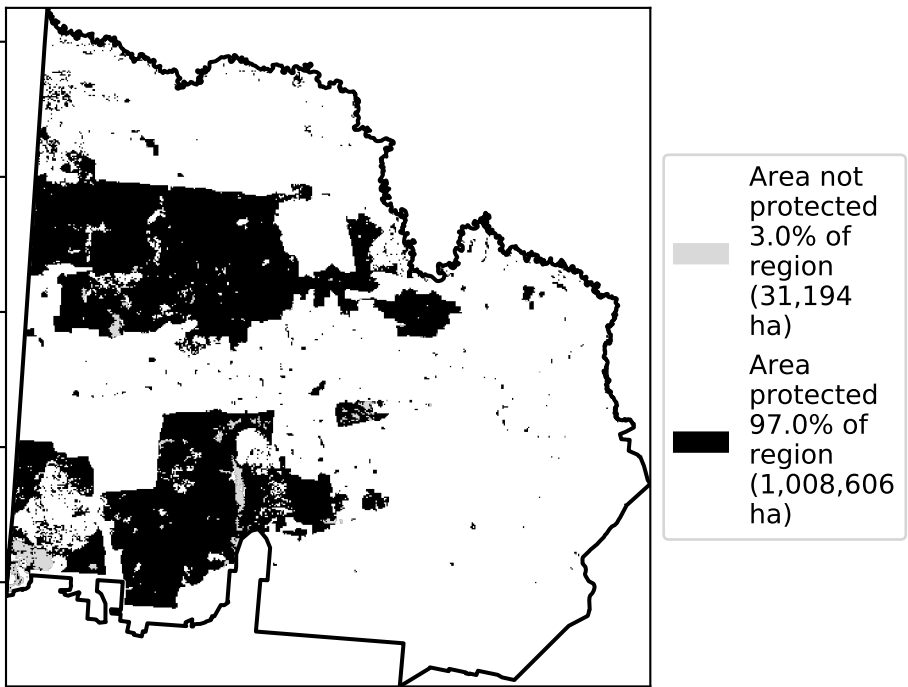 Area not
protected
3.0% of
region
(31,194
ha)
Area
protected
97.0% of
region
(1,008,606
ha)